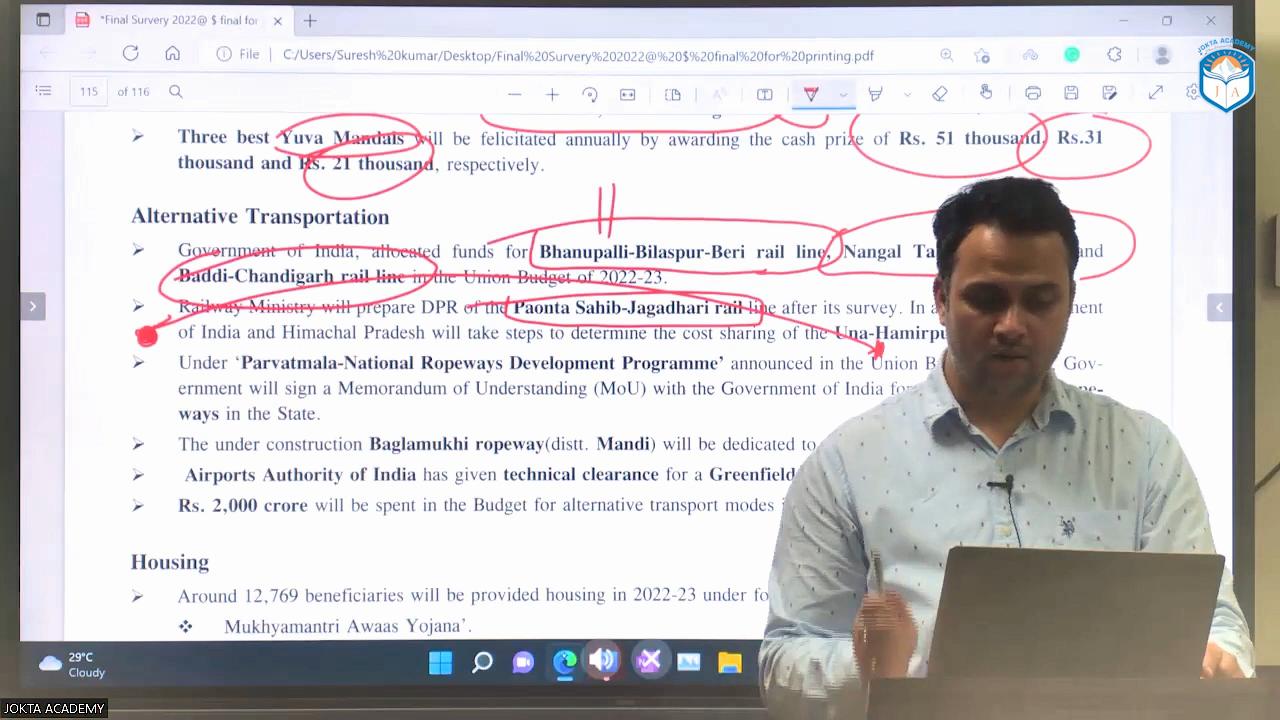 *Final Survery 2022@ $ final for
File
C:/Users/Suresh%20kumar/Desktop/Final%20Survery%202022@%20$%20final%20for%20printing.pdf
JOKTA ACADEMY
J A
115 of 116
Three best Yuva Mandals will be felicitated annually by awarding the cash prize of Rs. 51 thousand, Rs.31
thousand and Rs. 21 thousand, respectively.
Alternative Transportation
Government of India, allocated funds for Bhanupalli-Bilaspur-Beri rail line, Nangal and
Baddi-Chandigarh rail line in the Union Budget of 2022-23.
Railway Ministry will prepare DPR of the Paonta Sahib-Jagadhari rail line after its survey. In
of India and Himachal Pradesh will take steps to determine the cost sharing of the
Under ‘Parvatmala-National Ropeways Development Programme’ announced in the Union Gov-
ernment will sign a Memorandum of Understanding (MoU) with the Government of India for
ways in the State.
The under construction Baglamukhi ropeway(distt. Mandi) will be dedicated to
Airports Authority of India has given technical clearance for a Greenfield
Rs. 2,000 crore will be spent in the Budget for alternative transport modes
Housing
Around 12,769 beneficiaries will be provided housing in 2022-23 under
Mukhyamantri Awaas Yojana’.
29°C
Cloudy
JOKTA ACADEMY